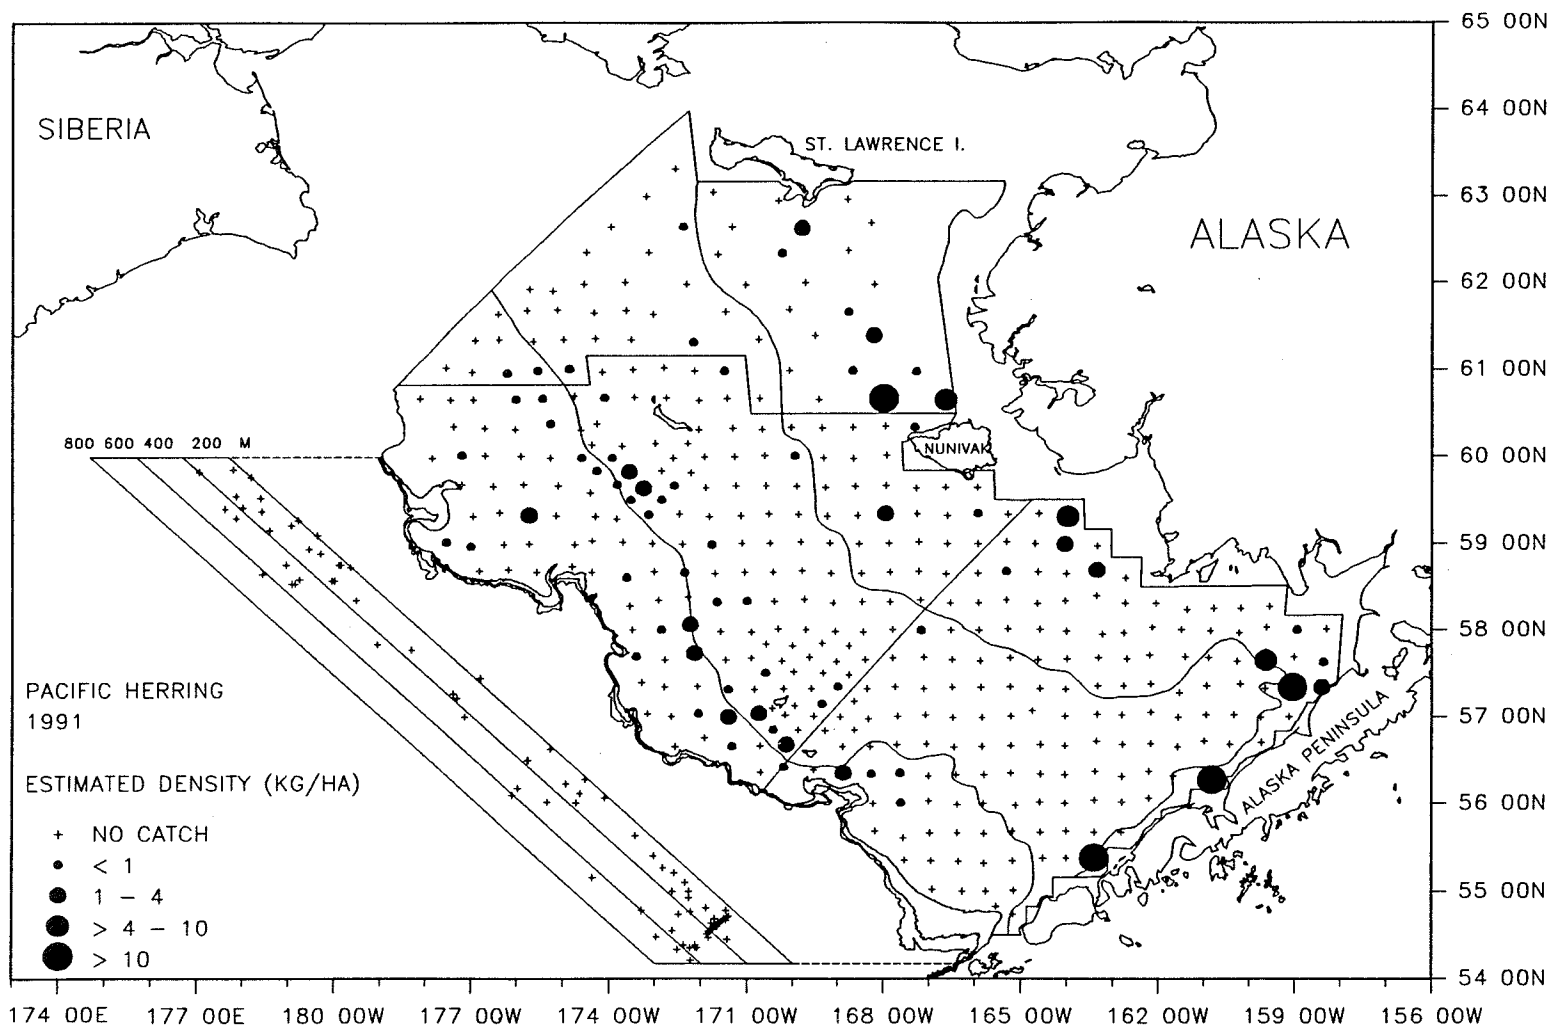 65 00N
64 00N
63 00N
62 00N
61 00N
60 00N
59 00N
58 00N
57 00N
56 00N
55 00N
54 00N
SIBERIA
ST. LAWRENCE I.
ALASKA
800 600 400 200 M
NUNIVAK
PACIFIC HERRING
1991
ALASKA PENINSULA
ESTIMATED DENSITY (KG/HA)
+ NO CATCH
< 1
1 – 4
> 4 – 10
> 10
174 00E 177 00E 180 00W 177 00W 174 00W 171 00W 168 00W 165 00W 162 00W 159 00W 156 00W